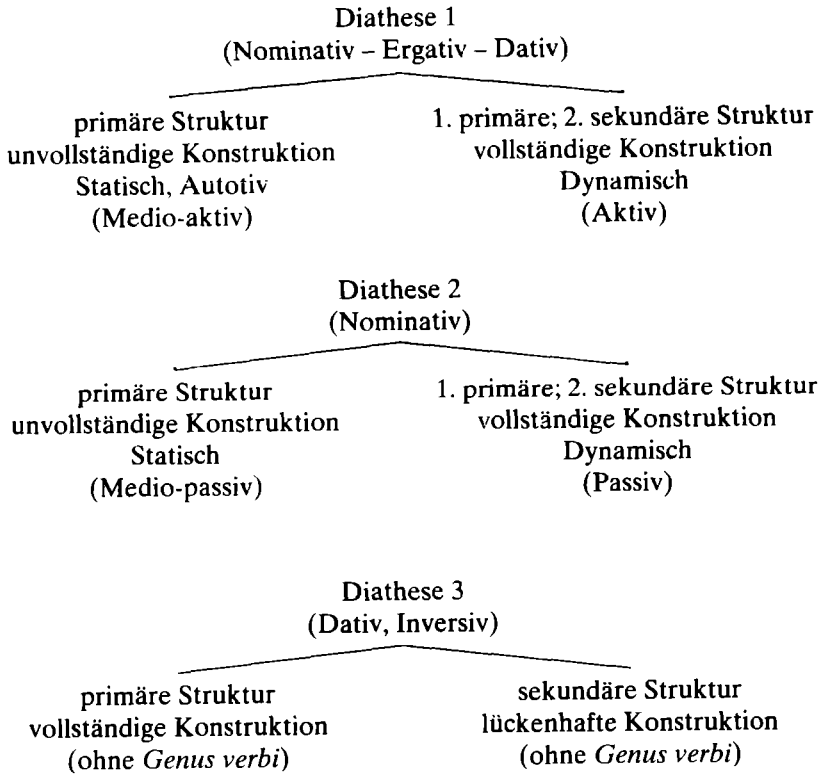 Diathese 1
(Nominativ – Ergativ – Dativ)
primäre Struktur
unvollständige Konstruktion
Statisch, Autotiv
(Medio-aktiv)
1. primäre; 2. sekundäre Struktur
vollständige Konstruktion
Dynamisch
(Aktiv)
Diathese 2
(Nominativ)
primäre Struktur
unvollständige Konstruktion
Statisch
(Medio-passiv)
1. primäre; 2. sekundäre Struktur
vollständige Konstruktion
Dynamisch
(Passiv)
Diathese 3
(Dativ, Inversiv)
primäre Struktur
vollständige Konstruktion
(ohne Genus verbi)
sekundäre Struktur
lückenhafte Konstruktion
(ohne Genus verbi)